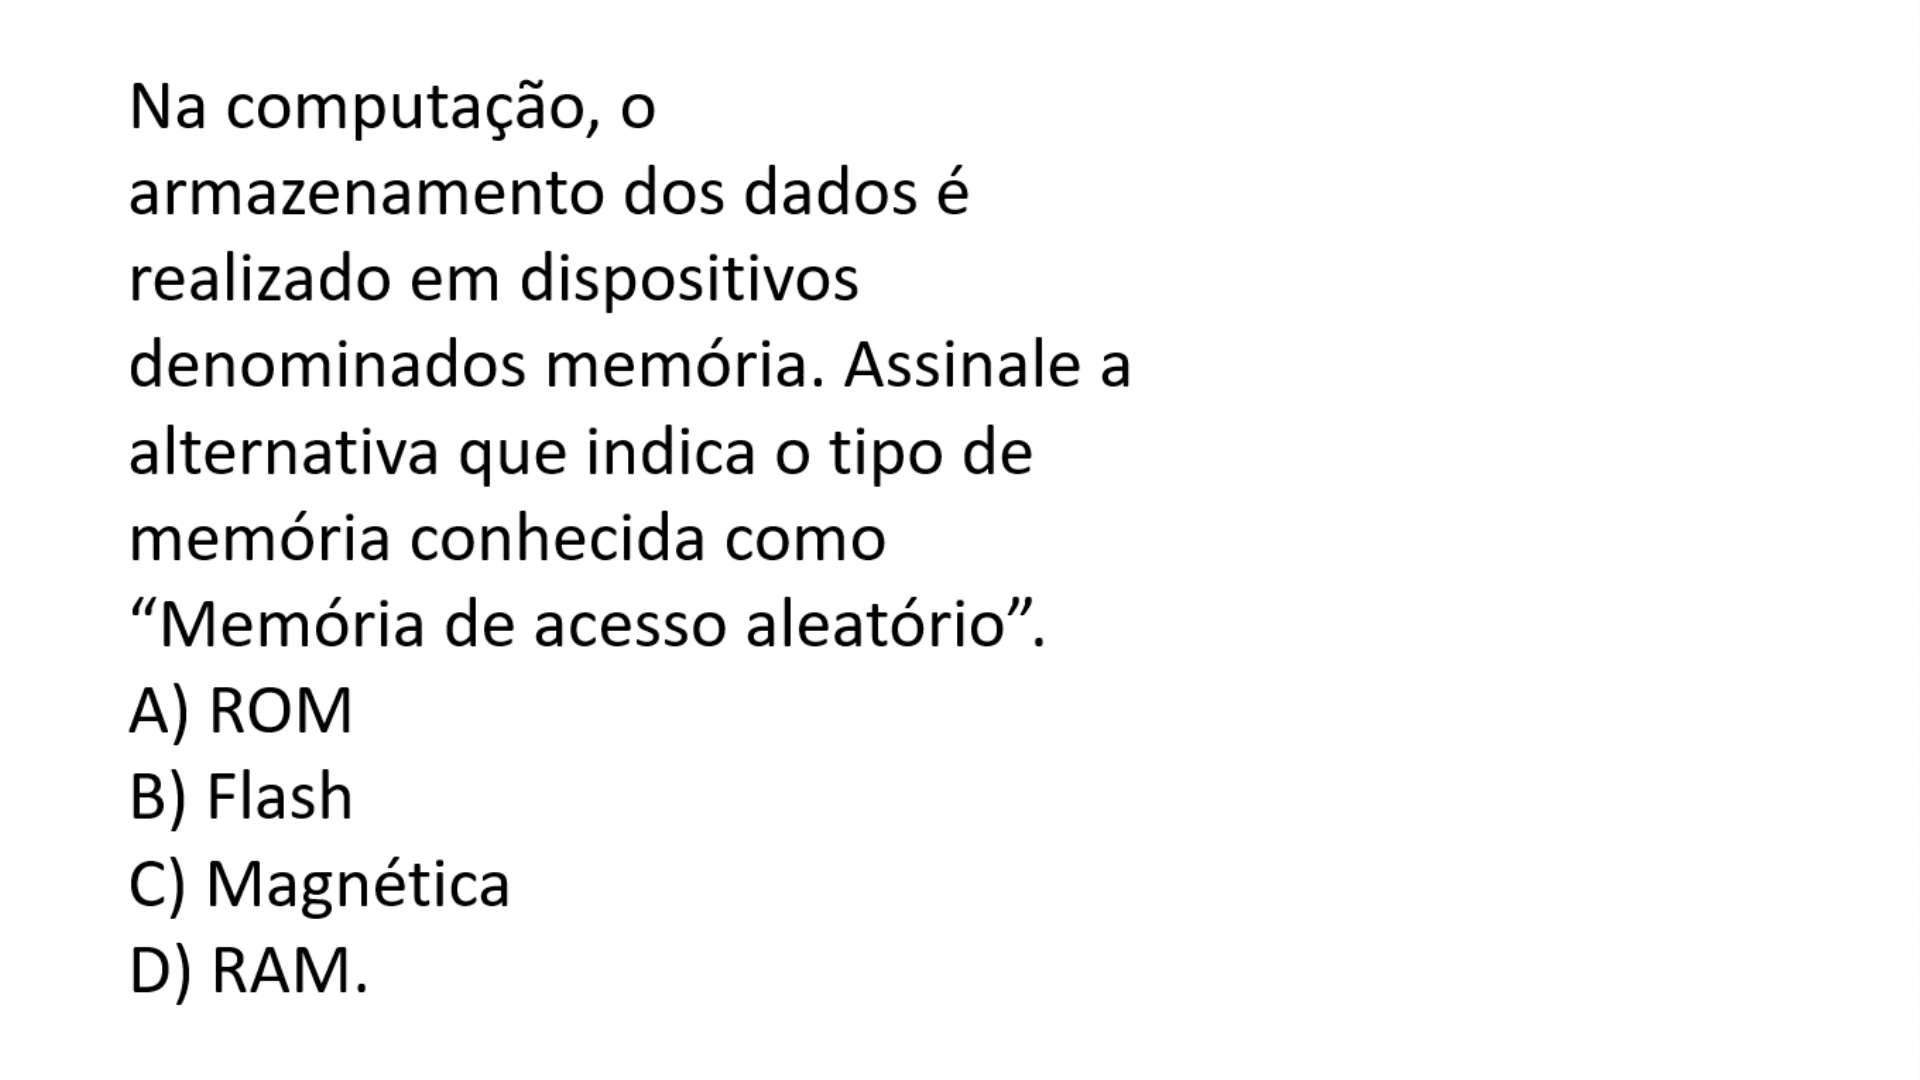 Na computação, o
armazenamento dos dados é
realizado em dispositivos
denominados memória. Assinale a
alternativa que indica o tipo de
memória conhecida como
“Memória de acesso aleatório”.
A) ROM
B) Flash
C) Magnética
D) RAM.